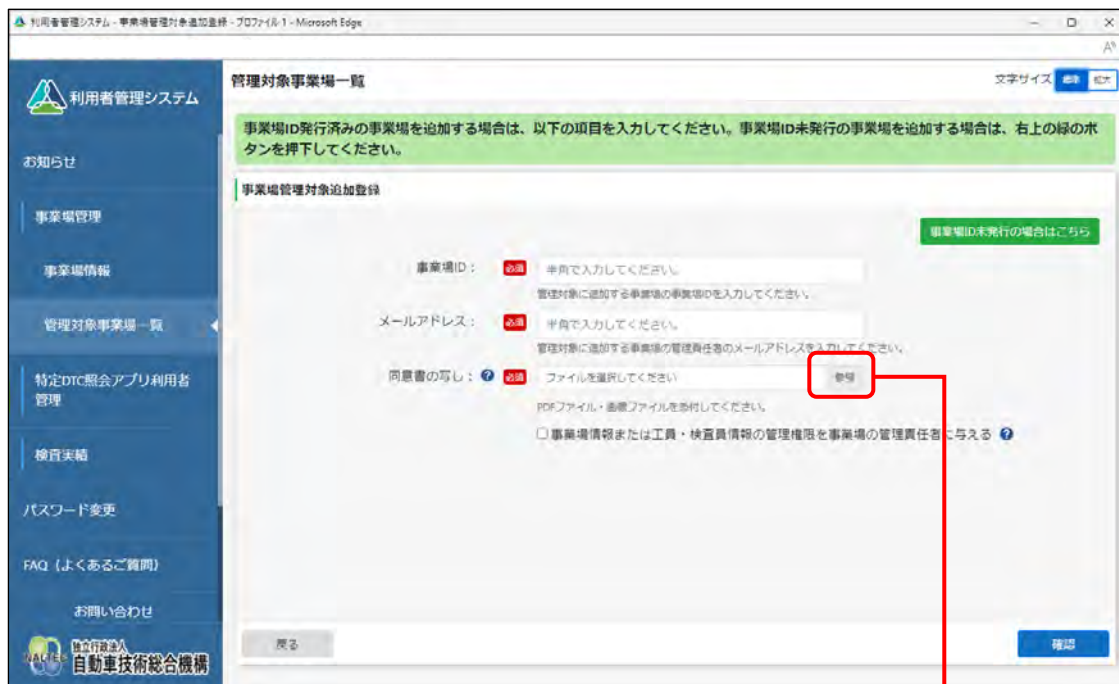 利用者管理システム - 事業場管理対象追加登録 - プロファイル 1 - Microsoft Edge
利用者管理システム
管理対象事業場一覧
文字サイズ 標準 拡大
事業場ID発行済みの事業場を追加する場合は、以下の項目を入力してください。事業場ID未発行の事業場を追加する場合は、右上の緑のボ
タンを押下してください。
お知らせ
事業場管理対象追加登録
事業場管理
事業場ID未発行の場合はこちら
事業場情報
事業場ID： 必須 半角で入力してください。
管理対象に追加する事業場の事業場IDを入力してください。
管理対象事業場一覧
メールアドレス： 必須 半角で入力してください。
管理対象に追加する事業場の管理責任者のメールアドレスを入力してください。
特定DTC照会アプリ利用者
管理
同意書の写し： 必須 ファイルを選択してください 参照
PDFファイル・画像ファイルを添付してください。
事業場情報または工員・検査員情報の管理権限を事業場の管理責任者に与える
検査実績
パスワード変更
FAQ（よくあるご質問）
お問い合わせ
戻る
確認
NALTEC 独立行政法人
自動車技術総合機構